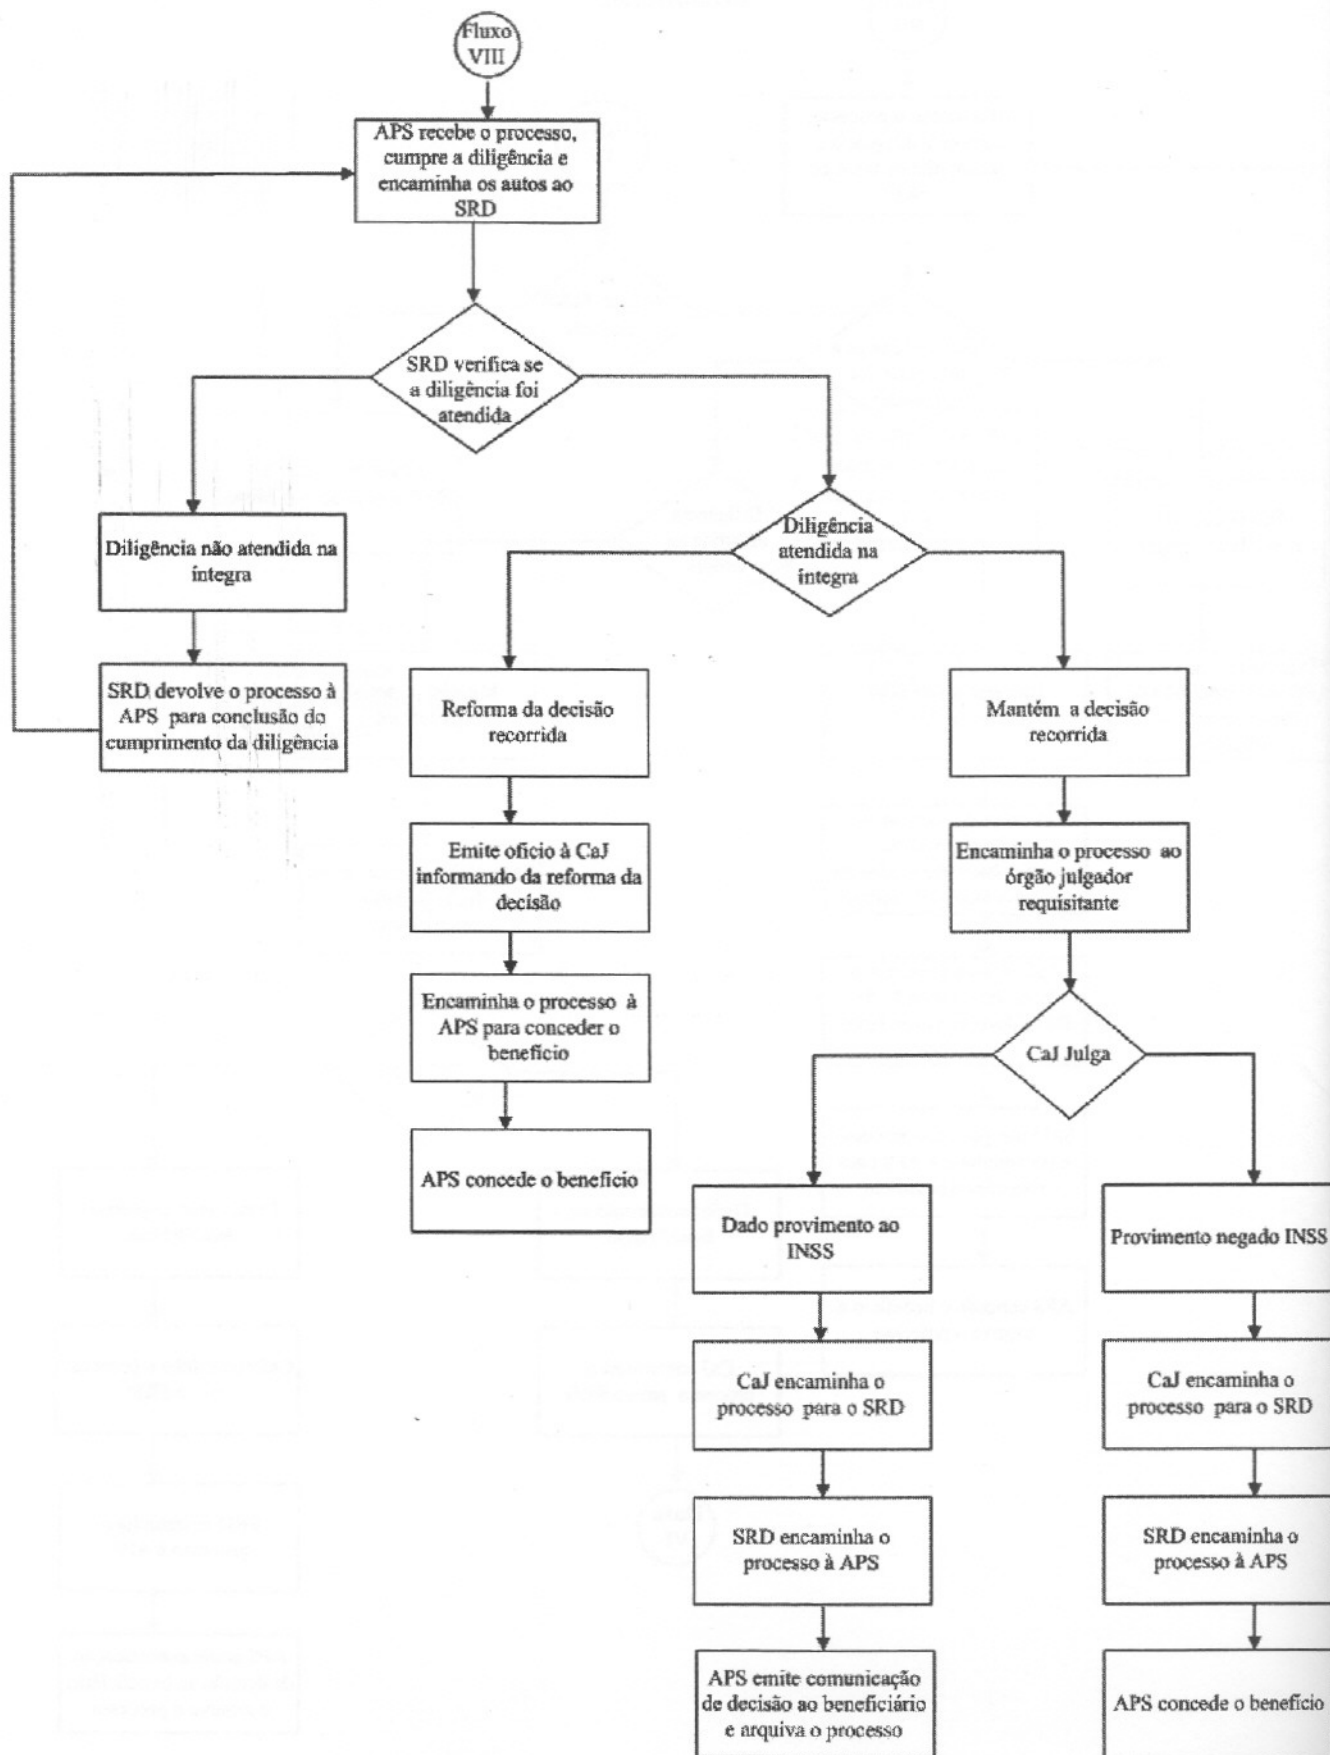 Fluxo
VIII
APS recebe o processo,
cumpre a diligência e
encaminha os autos ao
SRD
SRD verifica se
a diligência foi
atendida
Diligência não atendida na
íntegra
Diligência
atendida na
íntegra
SRD devolve o processo à
APS para conclusão do
cumprimento da diligência
Reforma da decisão
recorrida
Mantém a decisão
recorrida
Emite oficio à CaJ
informando da reforma da
decisão
Encaminha o processo ao
órgão julgador
requisitante
Encaminha o processo à
APS para conceder o
benefício
CaJ Julga
APS concede o benefício
Dado provimento ao
INSS
Provimento negado INSS
CaJ encaminha o
processo para o SRD
CaJ encaminha o
processo para o SRD
SRD encaminha o
processo à APS
SRD encaminha o
processo à APS
APS emite comunicação
de decisão ao beneficiário
e arquiva o processo
APS concede o benefício